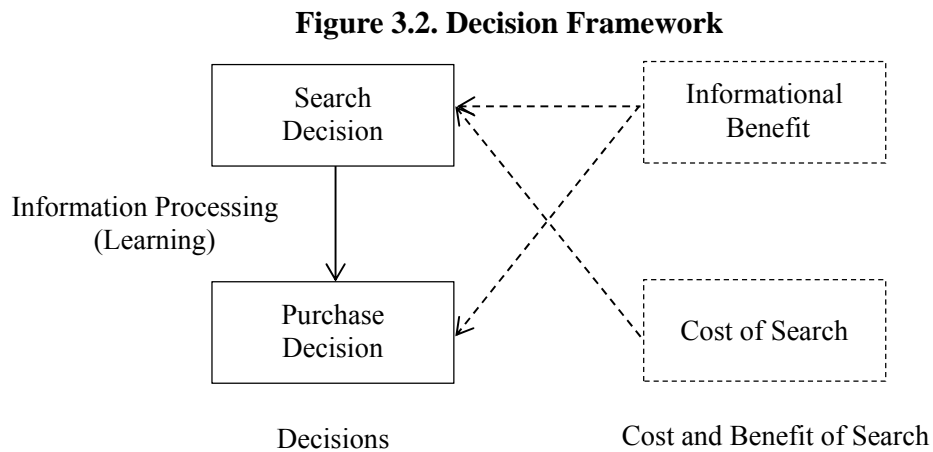 Figure 3.2. Decision Framework
Search
Decision
Informational
Benefit
Information Processing
(Learning)
Purchase
Decision
Cost of Search
Decisions
Cost and Benefit of Search